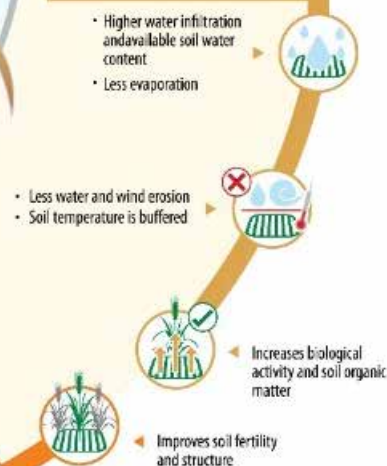 • Higher water infiltration
andavailable soil water
content
• Less evaporation
• Less water and wind erosion
• Soil temperature is buffered
Increases biological
activity and soil organic
matter
Improves soil fertility
and structure